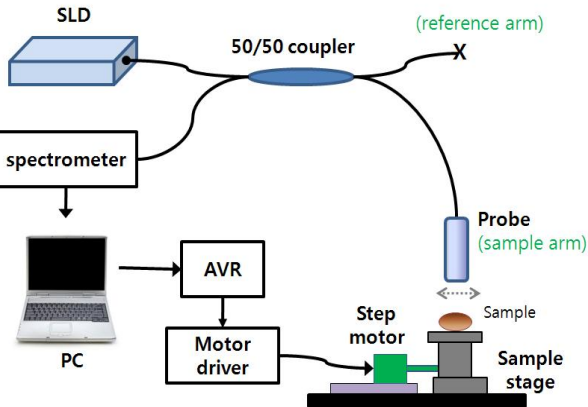 SLD
(reference arm)
50/50 coupler
X
spectrometer
Probe
(sample arm)
AVR
Sample
Step
motor
PC
Motor
driver
Sample
stage